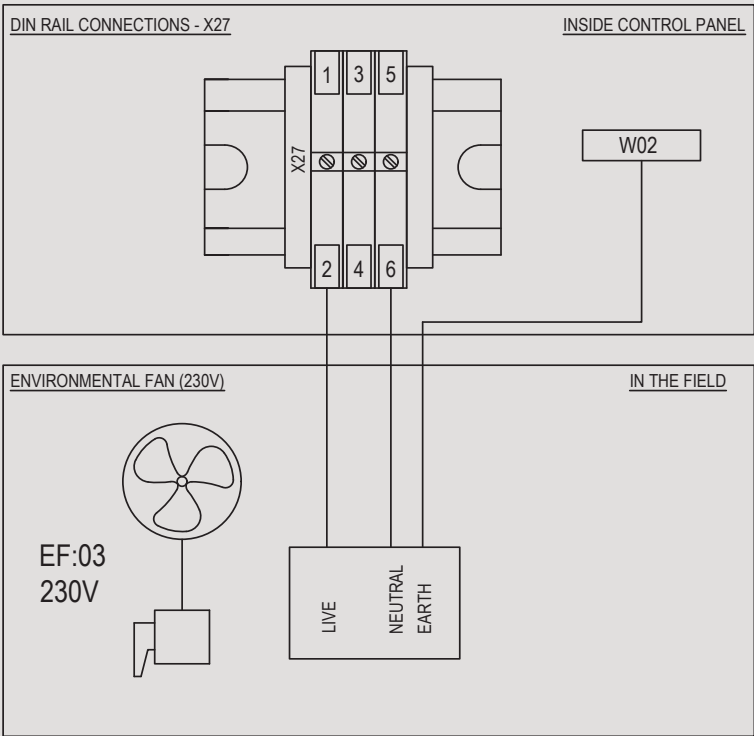 DIN RAIL CONNECTIONS - X27
INSIDE CONTROL PANEL
1 3 5
X27
W02
2 4 6
ENVIRONMENTAL FAN (230V)
IN THE FIELD
EF:03
230V
LIVE
NEUTRAL
EARTH